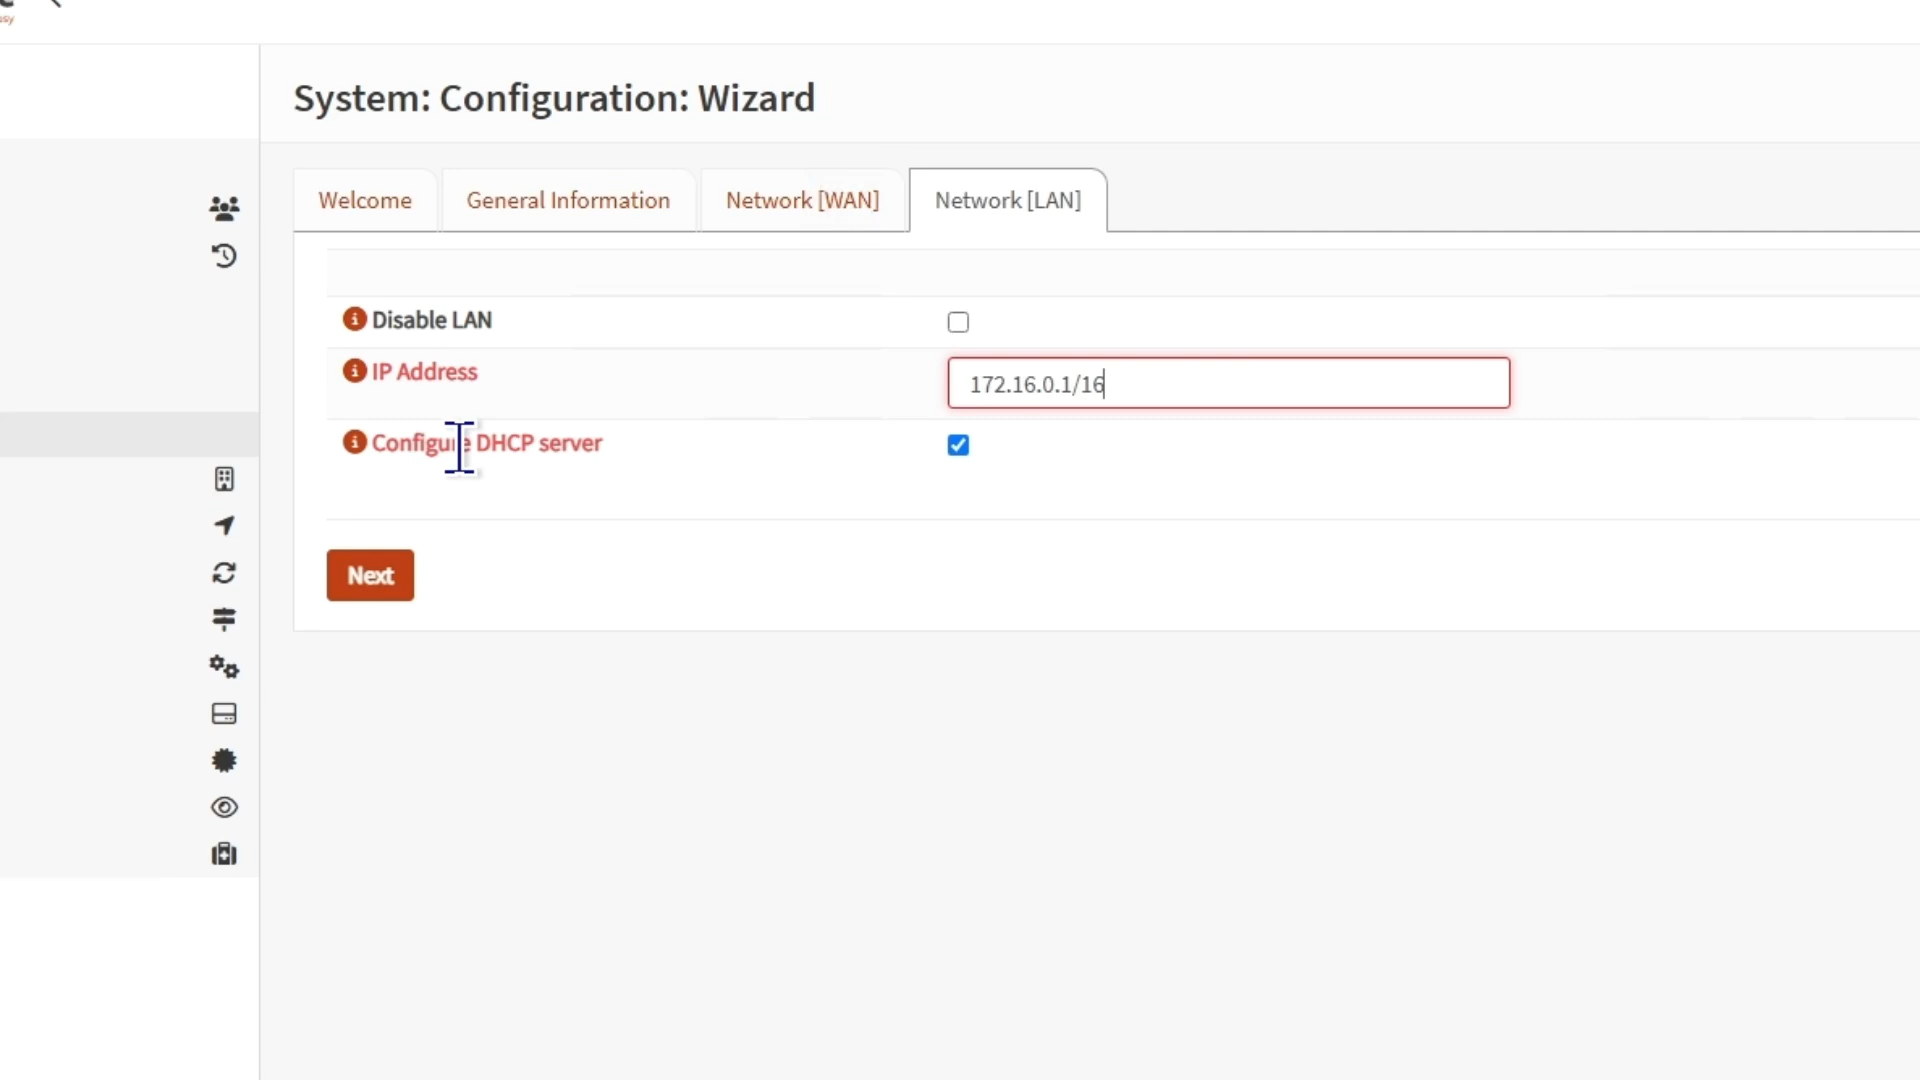 System: Configuration: Wizard
Welcome
General Information
Network [WAN]
Network [LAN]
Disable LAN
IP Address
172.16.0.1/16
Configure DHCP server
Next